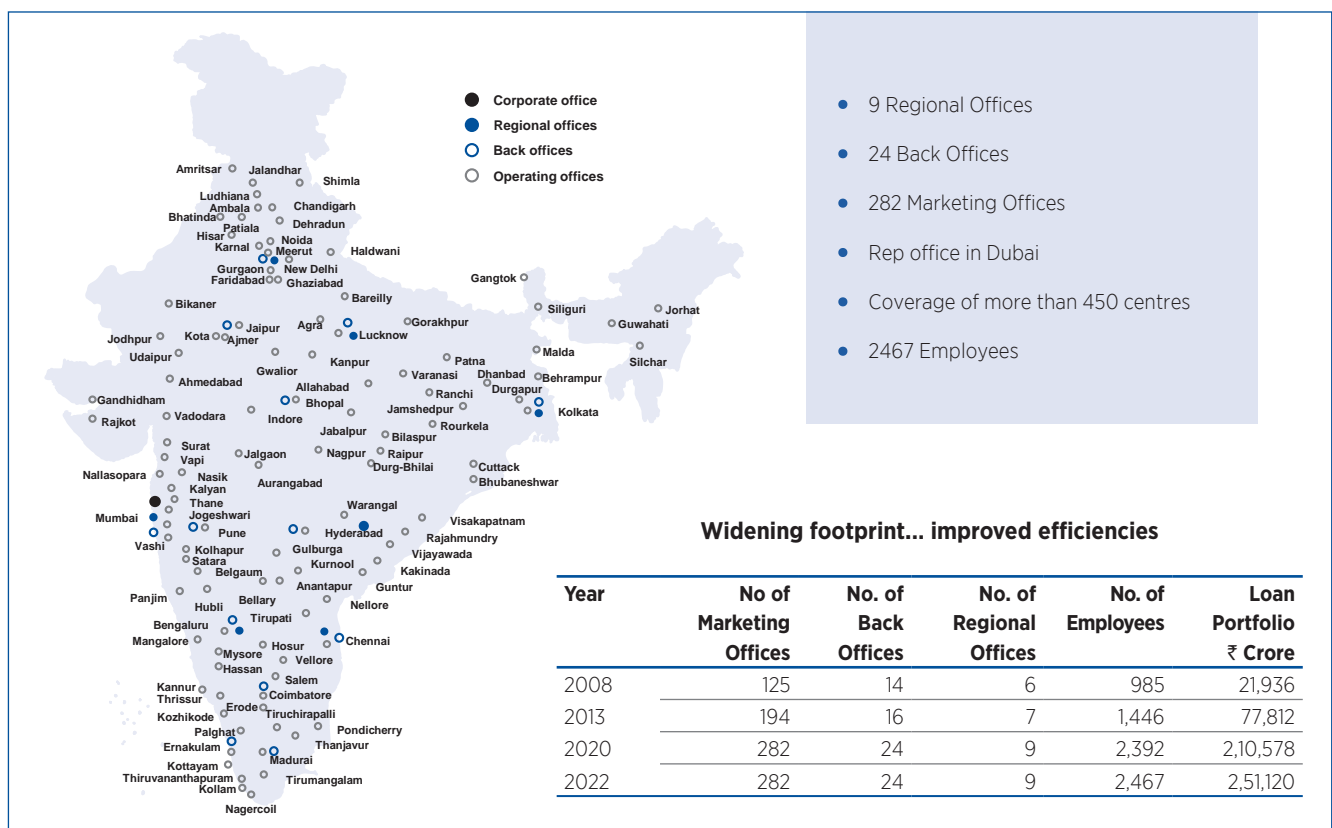 Corporate office
Regional offices
Back offices
Operating offices
Amritsar
Jalandhar
Shimla
Ludhiana
Ambala
Chandigarh
Bhatinda
Patiala
Dehradun
Hisar
Noida
Karnal
Meerut
Haldwani
Gurgaon
New Delhi
Faridabad
Ghaziabad
Gangtok
Bareilly
Bikaner
Siliguri
Jorhat
Jaipur
Agra
Gorakhpur
Guwahati
Jodhpur
Kota
Ajmer
Lucknow
Udaipur
Gwalior
Kanpur
Patna
Malda
Silchar
Ahmedabad
Allahabad
Varanasi
Dhanbad
Behrampur
Gandhidham
Bhopal
Ranchi
Durgapur
Rajkot
Vadodara
Indore
Jamshedpur
Kolkata
Jabalpur
Rourkela
Bilaspur
Surat
Vapi
Jalgaon
Nagpur
Raipur
Durg-Bhilai
Cuttack
Nallasopara
Nasik
Aurangabad
Bhubaneshwar
Kalyan
Thane
Warangal
Jogeshwari
Mumbai
Pune
Hyderabad
Visakapatnam
Rajahmundry
Vashi
Kolhapur
Gulburga
Vijayawada
Satara
Kurnool
Kakinada
Belgaum
Anantapur
Guntur
Panjim
Hubli
Bellary
Nellore
Tirupati
Bengaluru
Mangalore
Hosur
Chennai
Mysore
Vellore
Hassan
Salem
Kannur
Coimbatore
Thrissur
Erode
Kozhikode
Tiruchirapalli
Palghat
Pondicherry
Ernakulam
Thanjavur
Madurai
Kottayam
Thiruvananthapuram
Tirumangalam
Kollam
Nagercoil
• 9 Regional Offices
• 24 Back Offices
• 282 Marketing Offices
• Rep office in Dubai
• Coverage of more than 450 centres
• 2467 Employees
Widening footprint... improved efficiencies
Year No of Marketing Offices No. of Back Offices No. of Regional Offices No. of Employees Loan Portfolio ₹ Crore
2008 125 14 6 985 21,936
2013 194 16 7 1,446 77,812
2020 282 24 9 2,392 2,10,578
2022 282 24 9 2,467 2,51,120